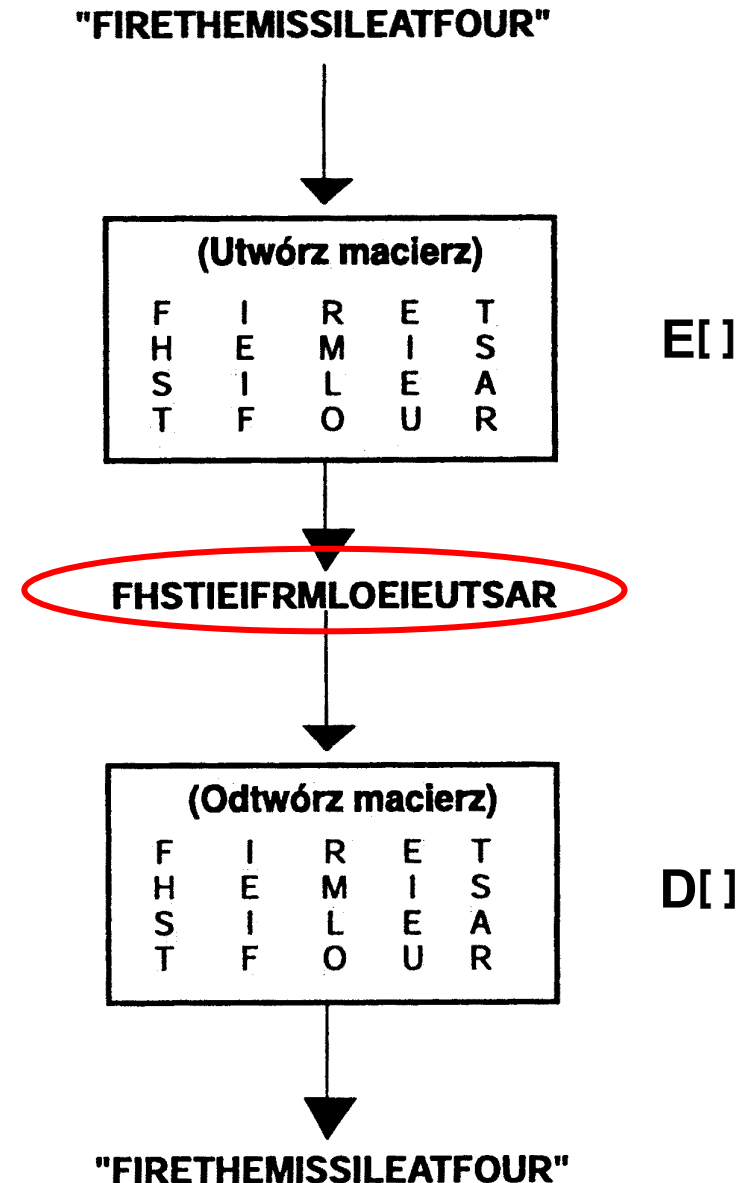 "FIRETHEMISSILEATFOUR"
(Utwórz macierz)
F I R E T
H E M I S
S I L E A
T F O U R
E[ ]
FHSTIEIFRMLOEIEUTSAR
(Odtwórz macierz)
F I R E T
H E M I S
S I L E A
T F O U R
D[ ]
"FIRETHEMISSILEATFOUR"